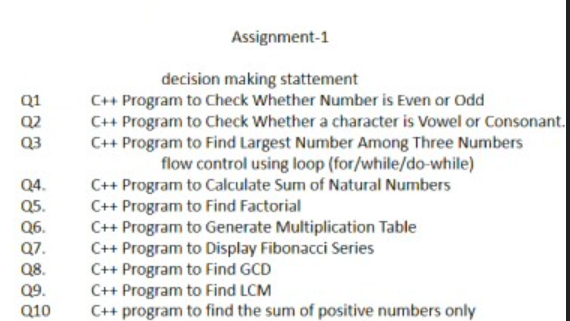 Assignment-1
decision making stattement
Q1 C++ Program to Check Whether Number is Even or Odd
Q2 C++ Program to Check Whether a character is Vowel or Consonant.
Q3 C++ Program to Find Largest Number Among Three Numbers
flow control using loop (for/while/do-while)
Q4. C++ Program to Calculate Sum of Natural Numbers
Q5. C++ Program to Find Factorial
Q6. C++ Program to Generate Multiplication Table
Q7. C++ Program to Display Fibonacci Series
Q8. C++ Program to Find GCD
Q9. C++ Program to Find LCM
Q10 C++ program to find the sum of positive numbers only